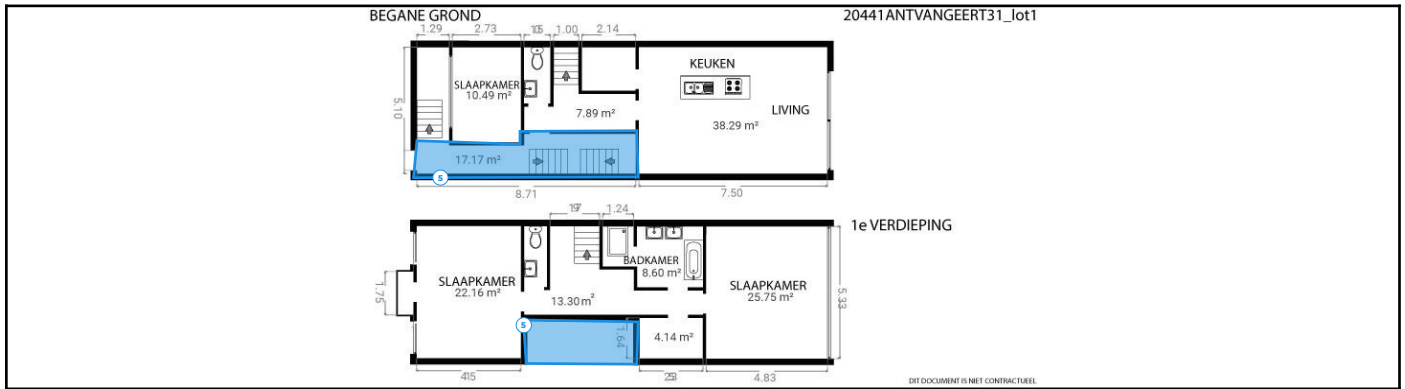 BEGANE GROND
20441ANTVANGEERT31_lot1
1.29 2.73 1.00 2.14
KEUKEN
SLAAPKAMER
10.49 m²
5.10
LIVING
7.89 m²
38.29 m²
17.17 m²
S
8.71
7.50
1.24
1e VERDIEPING
BADKAMER
8.60 m²
SLAAPKAMER
22.16 m²
SLAAPKAMER
25.75 m²
1.75
5.33
13.30 m²
S
1.64
4.14 m²
4.83
DIT DOCUMENT IS NIET CONTRACTUEEL